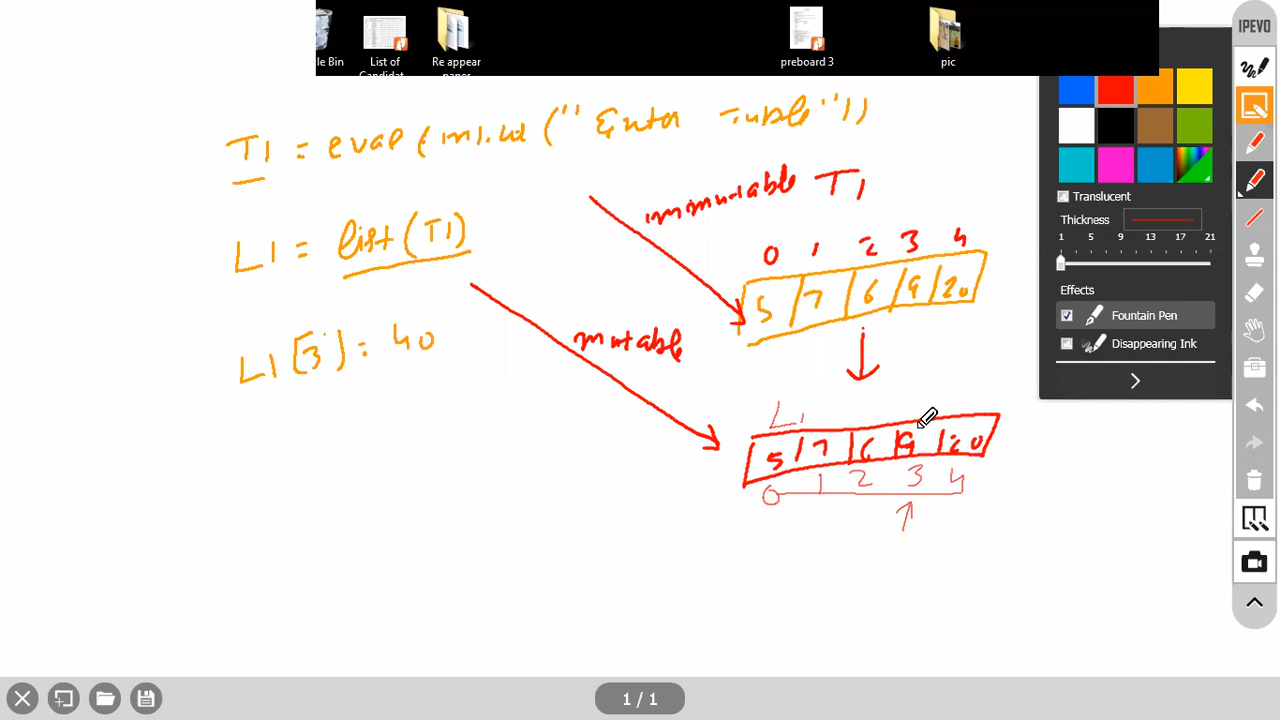 le Bin
List of Candidat
Re appear paper
preboard 3
pic
IPEVO
T1 = eval(input("Enter Tuple"))
immutable T1
L1 = list(T1)
0 1 2 3 4
5 7 6 9 20
mutable
L1[3] = 40
L1
5 7 6 9 20
0 1 2 3 4
Translucent
Thickness
1 5 9 13 17 21
Effects
Fountain Pen
Disappearing Ink
1 / 1